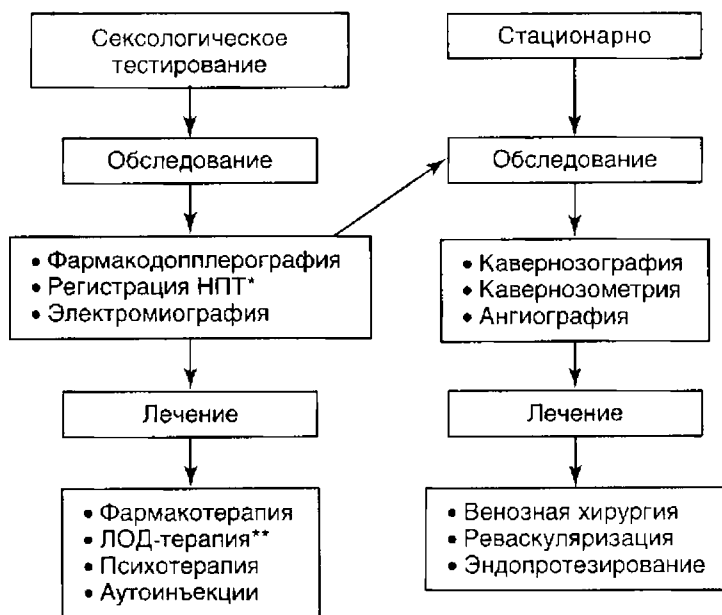 Сексологическое
тестирование
Обследование
• Фармакодопплерография
• Регистрация НПТ*
• Электромиография
Лечение
• Фармакотерапия
• ЛОД-терапия**
• Психотерапия
• Аутоинъекции
Стационарно
Обследование
• Кавернозография
• Кавернозометрия
• Ангиография
Лечение
• Венозная хирургия
• Реваскуляризация
• Эндопротезирование